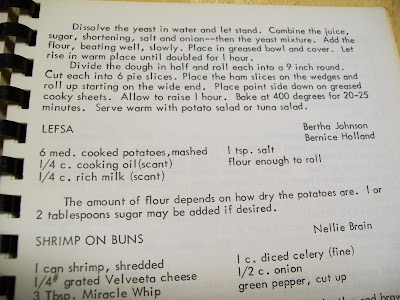 Dissolve the yeast in water and let stand. Combine the juice,
sugar, shortening, salt and onion--then the yeast mixture. Add the
flour, beating well, slowly. Place in greased bowl and cover. Let
rise in warm place until doubled for 1 hour.
Divide the dough in half and roll each into a 9 inch round.
Cut each into 6 pie slices. Place the ham slices on the wedges and
roll up starting on the wide end. Place point side down on greased
cooky sheets. Allow to raise 1 hour. Bake at 400 degrees for 20-25
minutes. Serve warm with potato salad or tuna salad.
LEFSA
Bertha Johnson
Bernice Holland
6 med. cooked potatoes, mashed
1/4 c. cooking oil (scant)
1/4 c. rich milk (scant)
1 tsp. salt
flour enough to roll
The amount of flour depends on how dry the potatoes are. 1 or
2 tablespoons sugar may be added if desired.
SHRIMP ON BUNS
Nellie Brain
1 can shrimp, shredded
1/4# grated Velveeta cheese
3 Tbsp. Miracle Whip
1 c. diced celery (fine)
1/2 c. onion
green pepper, cut up